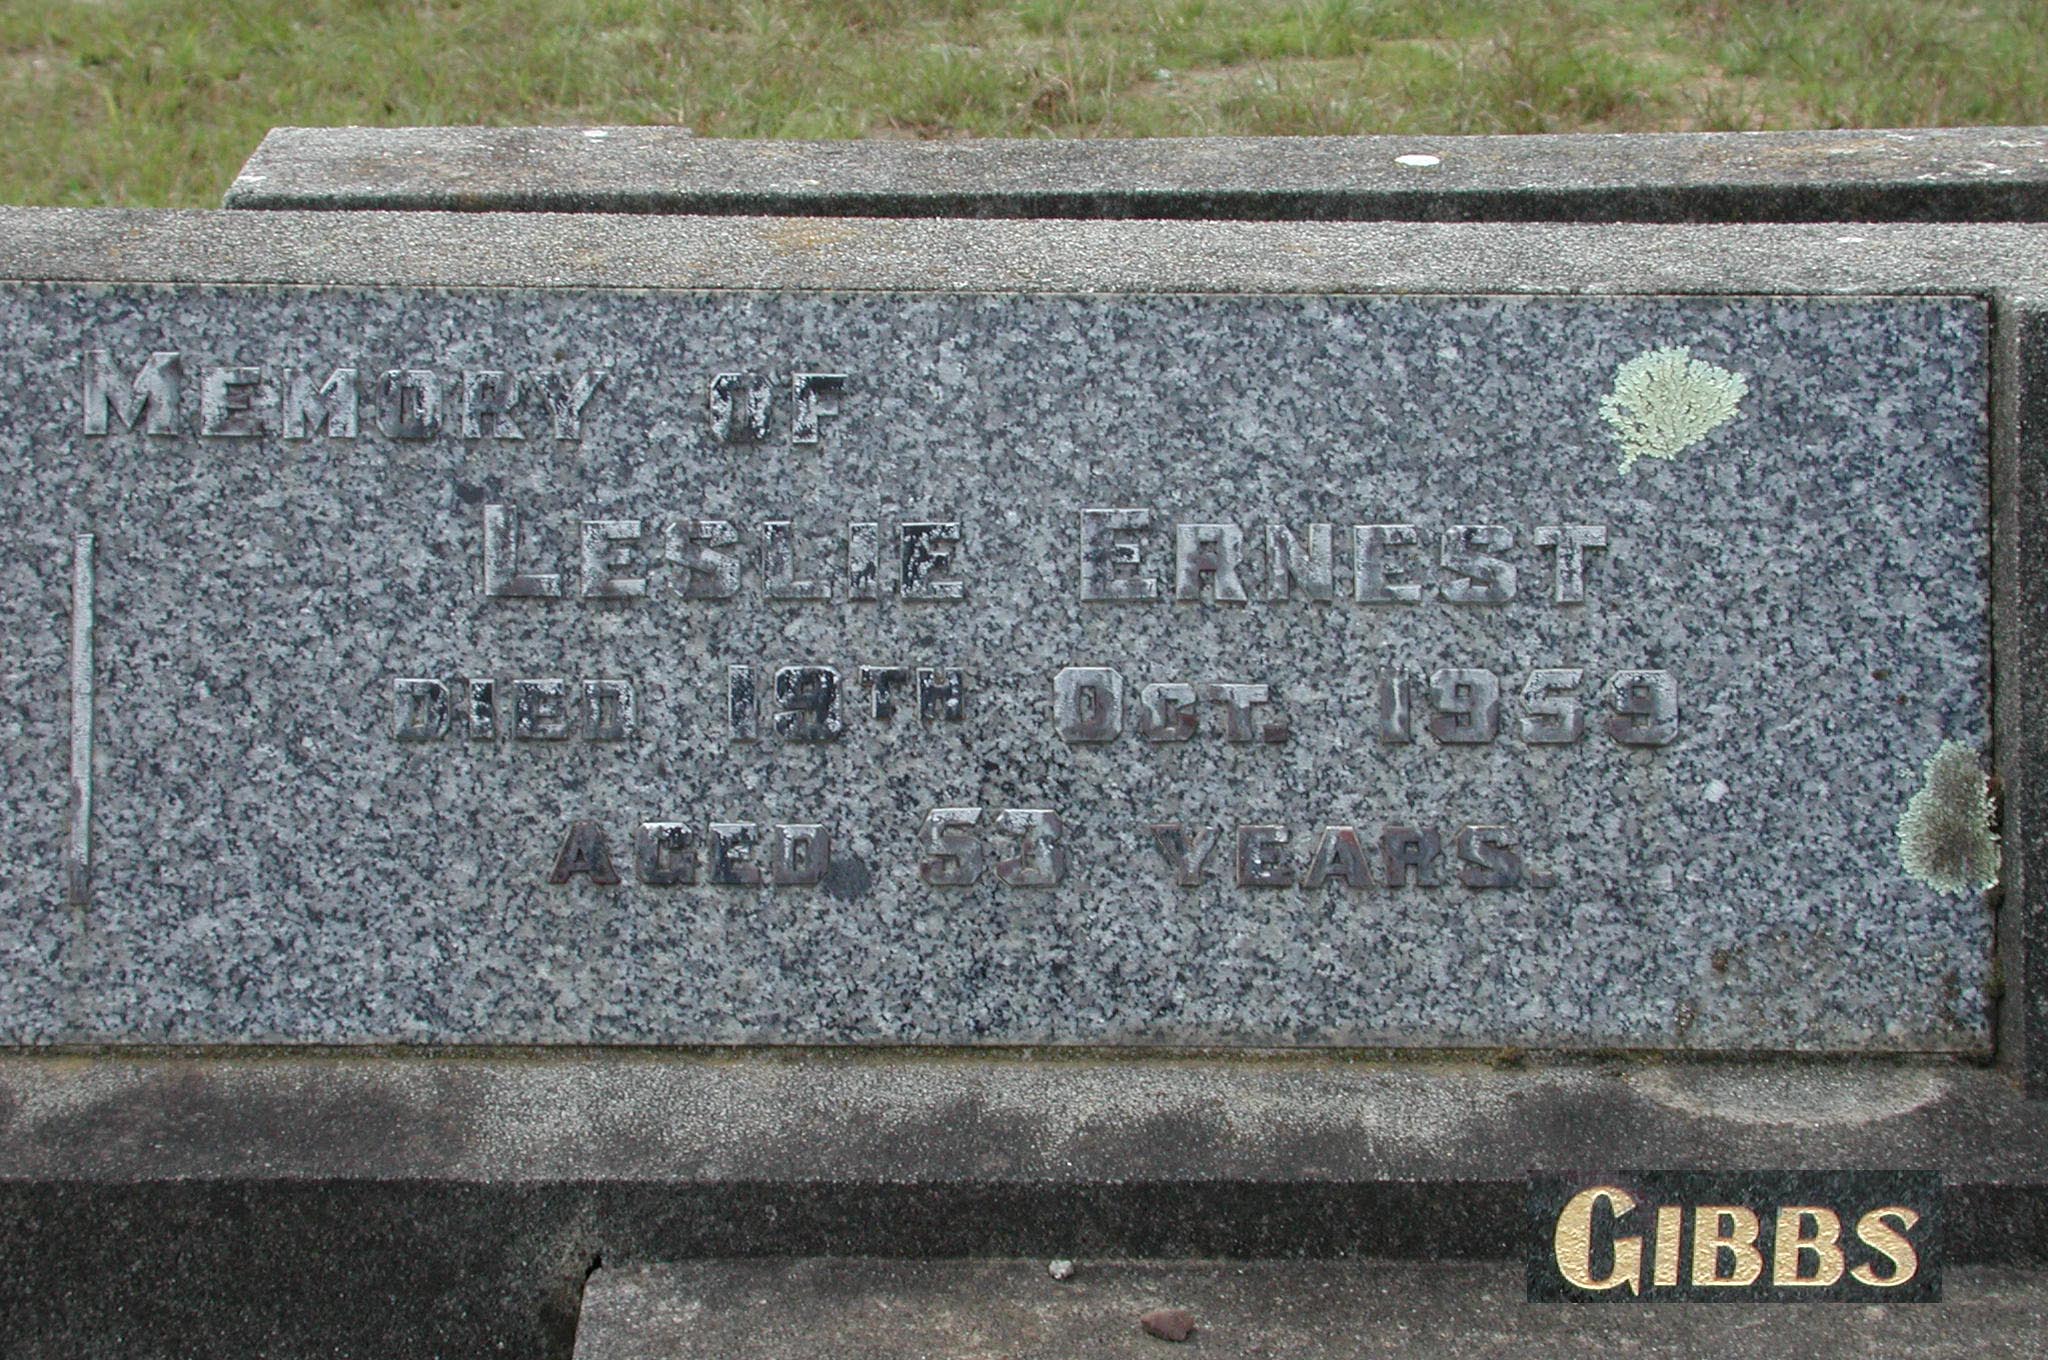 Memory of
Leslie Ernest
died 19th Oct. 1959
aged 53 years.
Gibbs